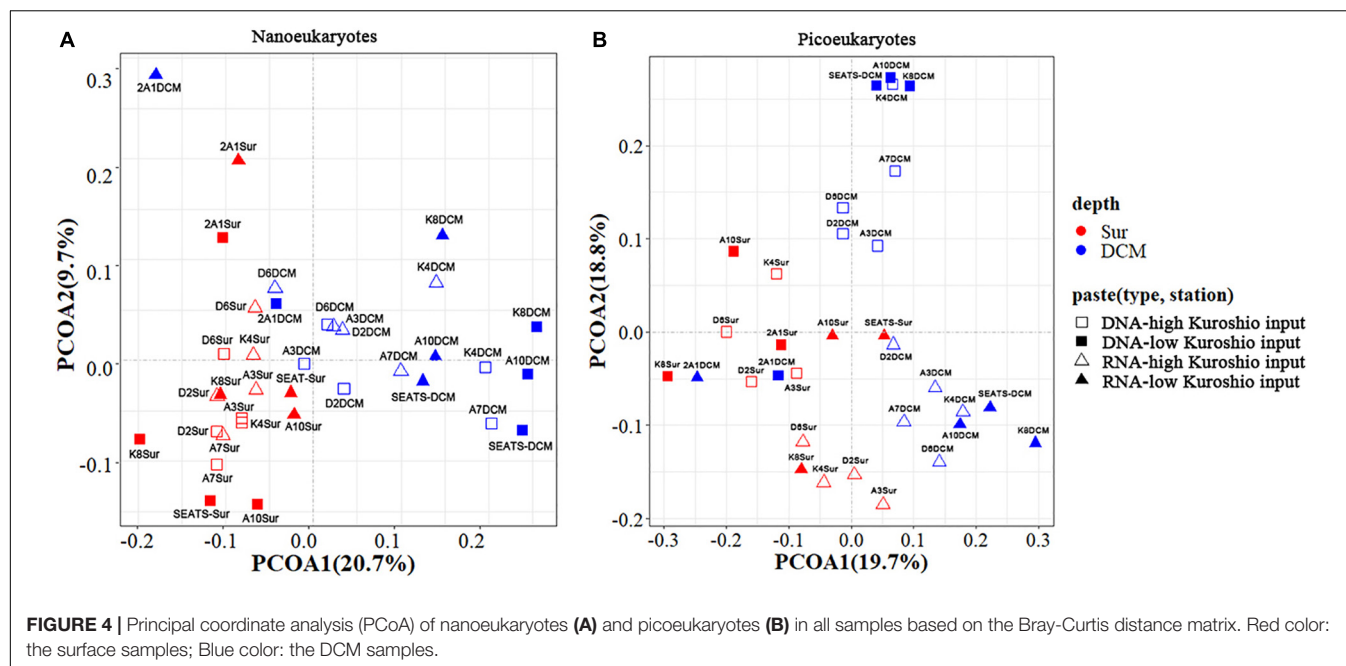 A
Nanoeukaryotes
0.3
0.2
0.1
0.0
-0.1
PCOA2(9.7%)
2A1DCM
2A1Sur
2A1Sur
K8DCM
K4DCM
D6DCM
2A1DCM
D6Sur
D6DCM
A3DCM
D2DCM
K8DCM
D6Sur
K4Sur
A3DCM
A10DCM
A7DCM
K4DCM
A10DCM
K8Sur
A3Sur
SEAT-Sur
D2Sur
SEATS-DCM
D2DCM
A3Sur
K4Sur
A10Sur
D2Sur
A7Sur
A7DCM
K8Sur
SEATS-DCM
A7Sur
SEATS-Sur
A10Sur
-0.2
-0.1
0.0
0.1
0.2
PCOA1(20.7%)
B
Picoeukaryotes
0.2
0.1
0.0
-0.1
-0.2
PCOA2(18.8%)
A10DCM
SEATS-DCM
K8DCM
K4DCM
A7DCM
D6DCM
D2DCM
A3DCM
A10Sur
K4Sur
D6Sur
2A1Sur
A10Sur
SEATS-Sur
D2DCM
K8Sur
2A1DCM
2A1DCM
D2Sur
A3Sur
A3DCM
SEATS-DCM
K4DCM
A7DCM
A10DCM
K8DCM
D6Sur
D6DCM
K8Sur
K4Sur
D2Sur
A3Sur
-0.3
-0.2
-0.1
0.0
0.1
0.2
0.3
PCOA1(19.7%)
depth
Sur
DCM
paste(type, station)
DNA-high Kuroshio input
DNA-low Kuroshio input
RNA-high Kuroshio input
RNA-low Kuroshio input
FIGURE 4 | Principal coordinate analysis (PCoA) of nanoeukaryotes (A) and picoeukaryotes (B) in all samples based on the Bray-Curtis distance matrix. Red color:
the surface samples; Blue color: the DCM samples.